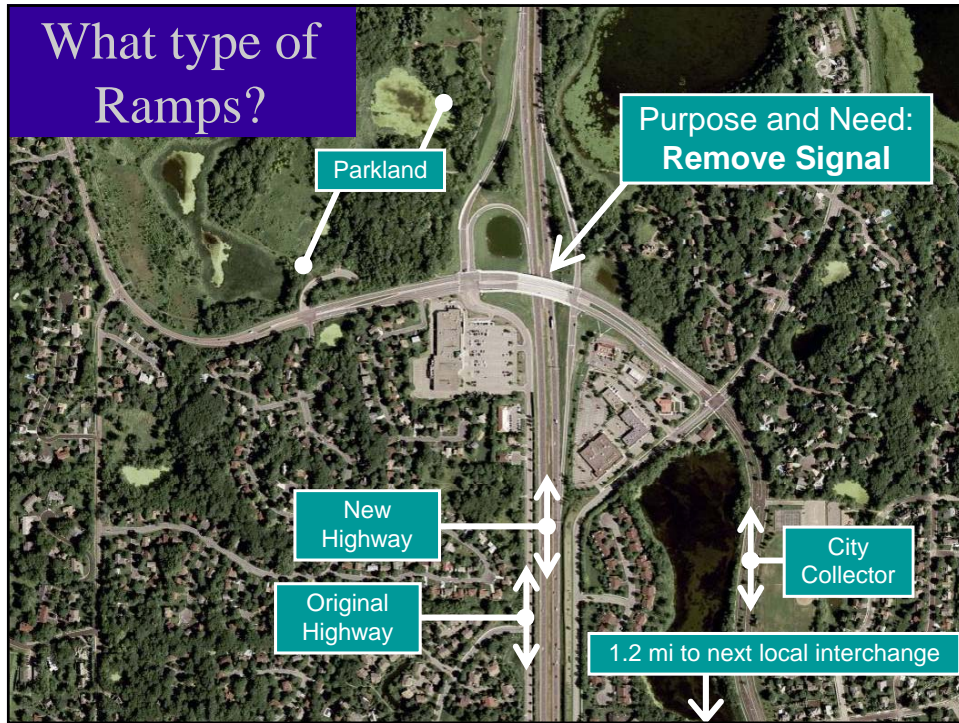 What type of
Ramps?
Purpose and Need:
Remove Signal
Parkland
New
Highway
Original
Highway
City
Collector
1.2 mi to next local interchange